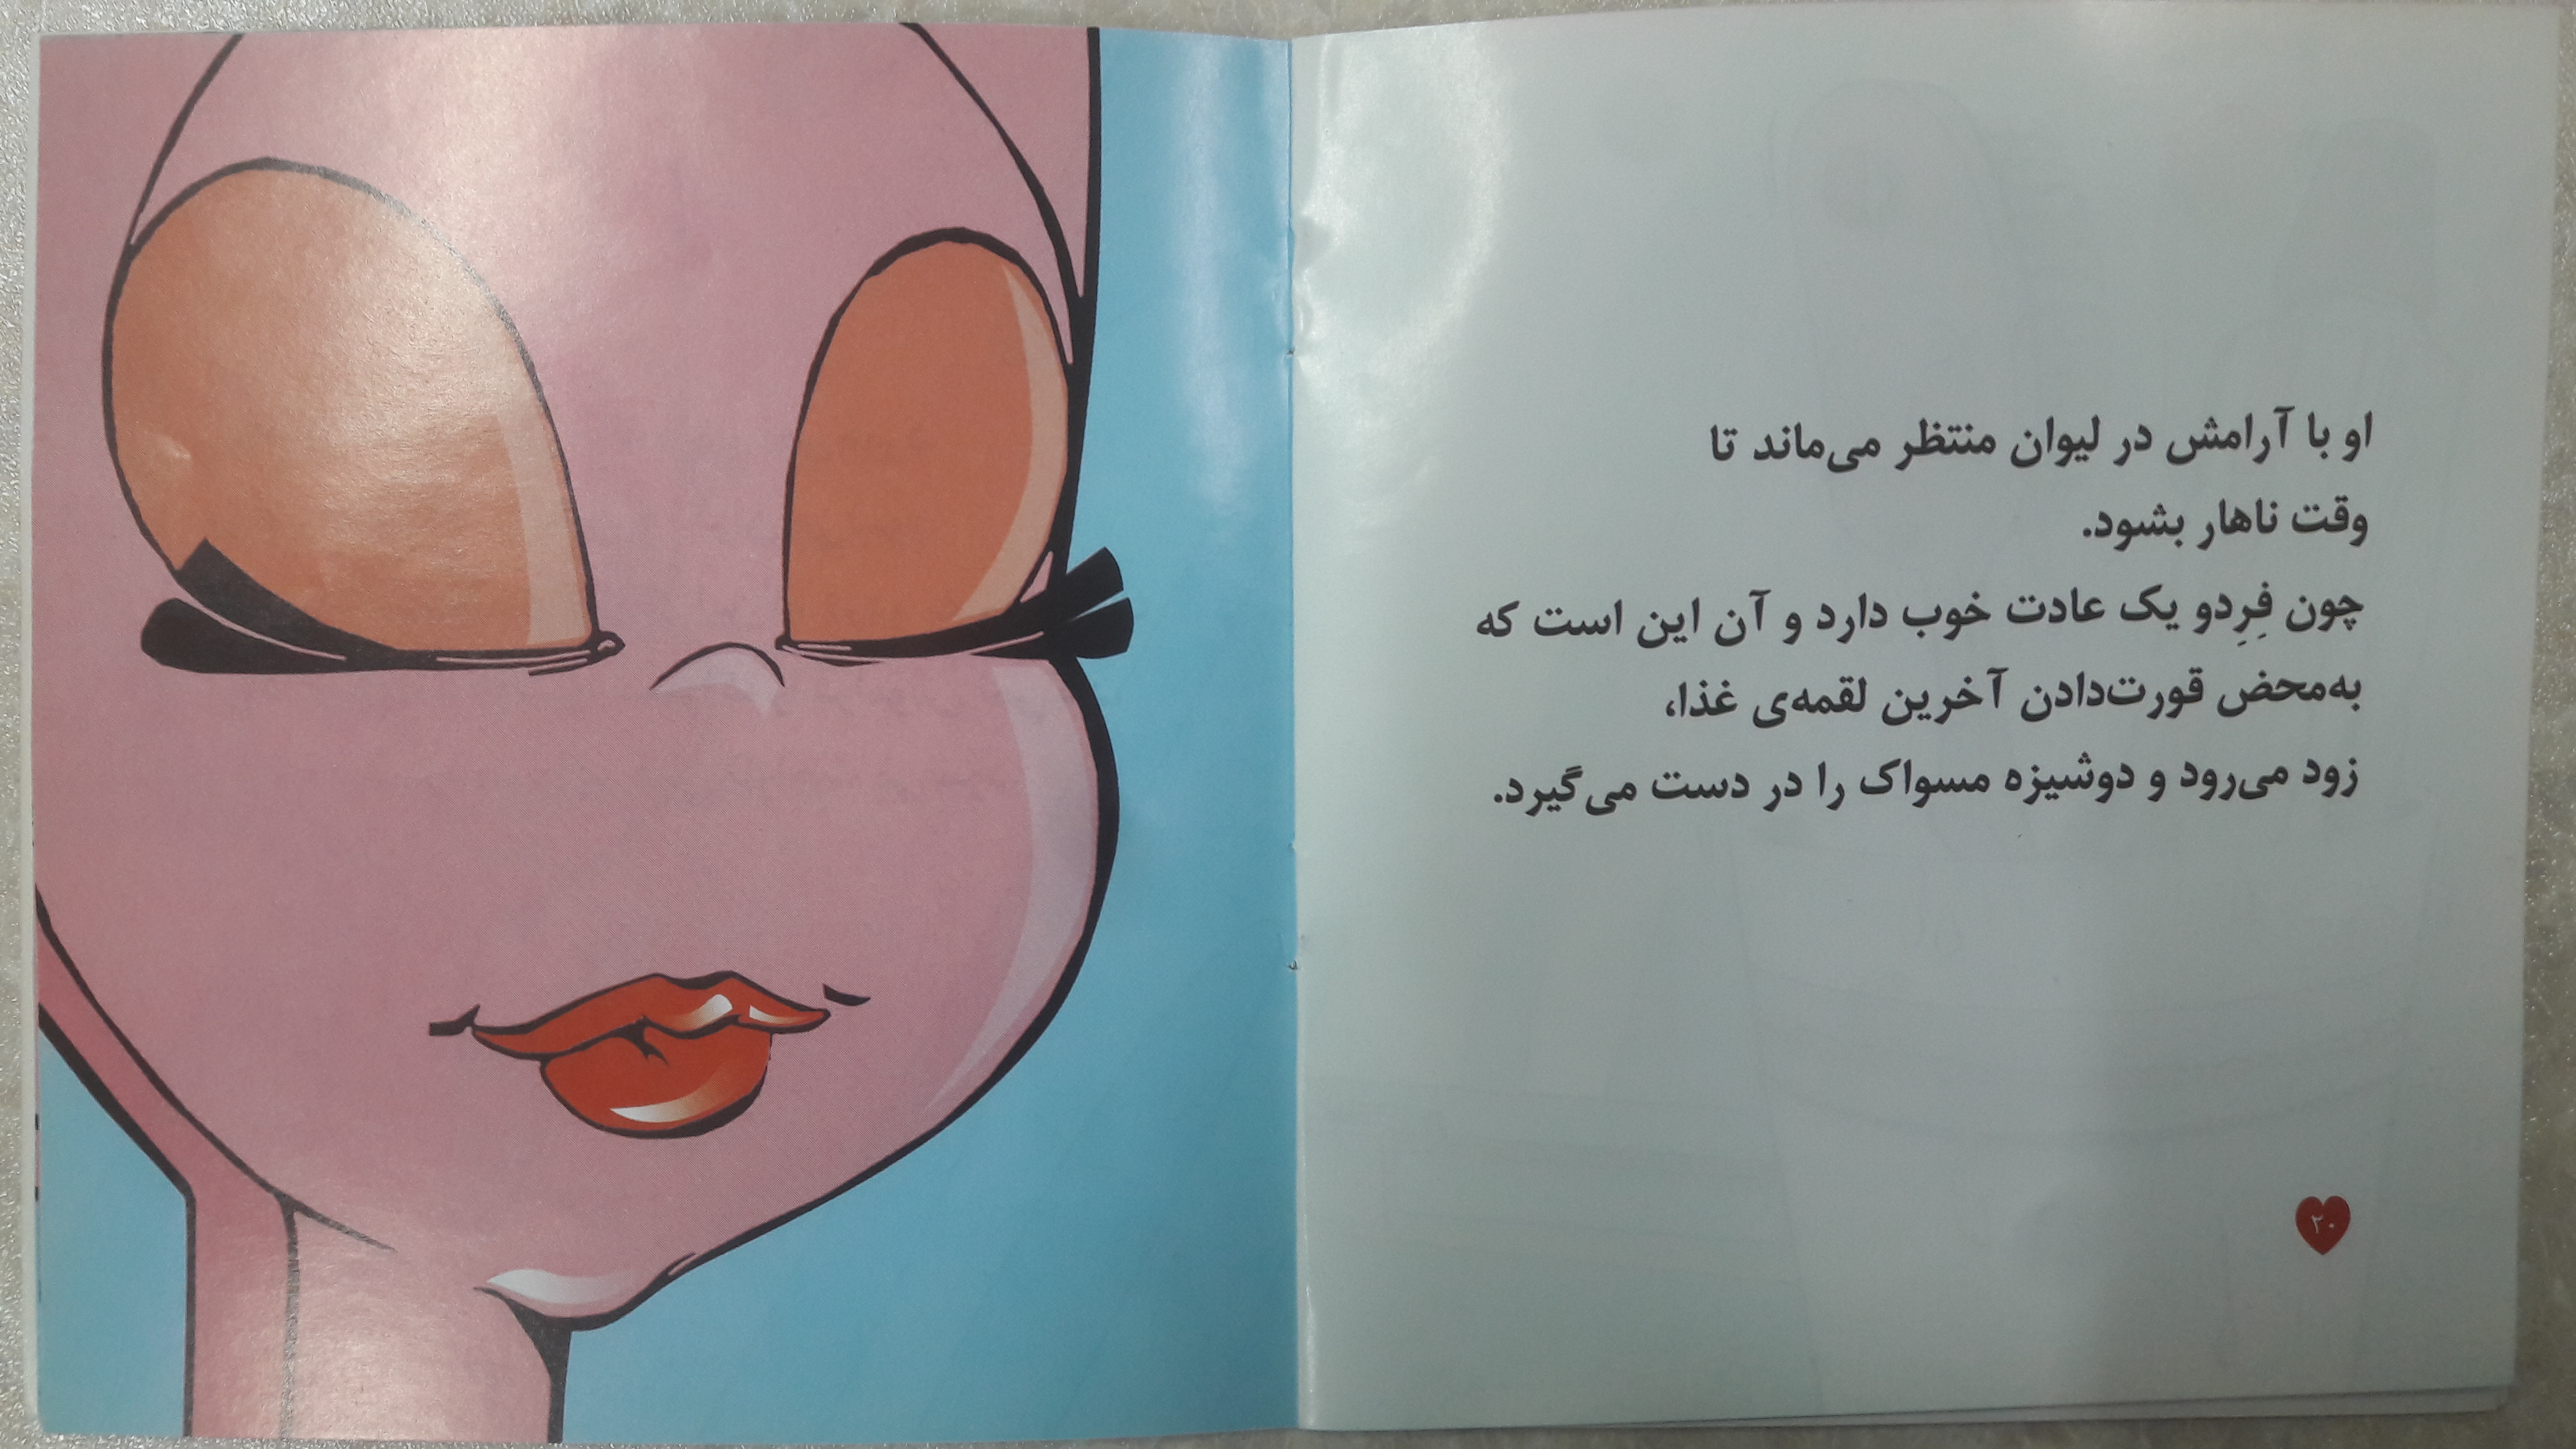 او با آرامش در لیوان منتظر می‌ماند تا
وقت ناهار بشود.
چون فِرِدو یک عادت خوب دارد و آن این است که
به‌محض قورت‌دادن آخرین لقمه‌ی غذا،
زود می‌رود و دوشیزه مسواک را در دست می‌گیرد.
۲۰